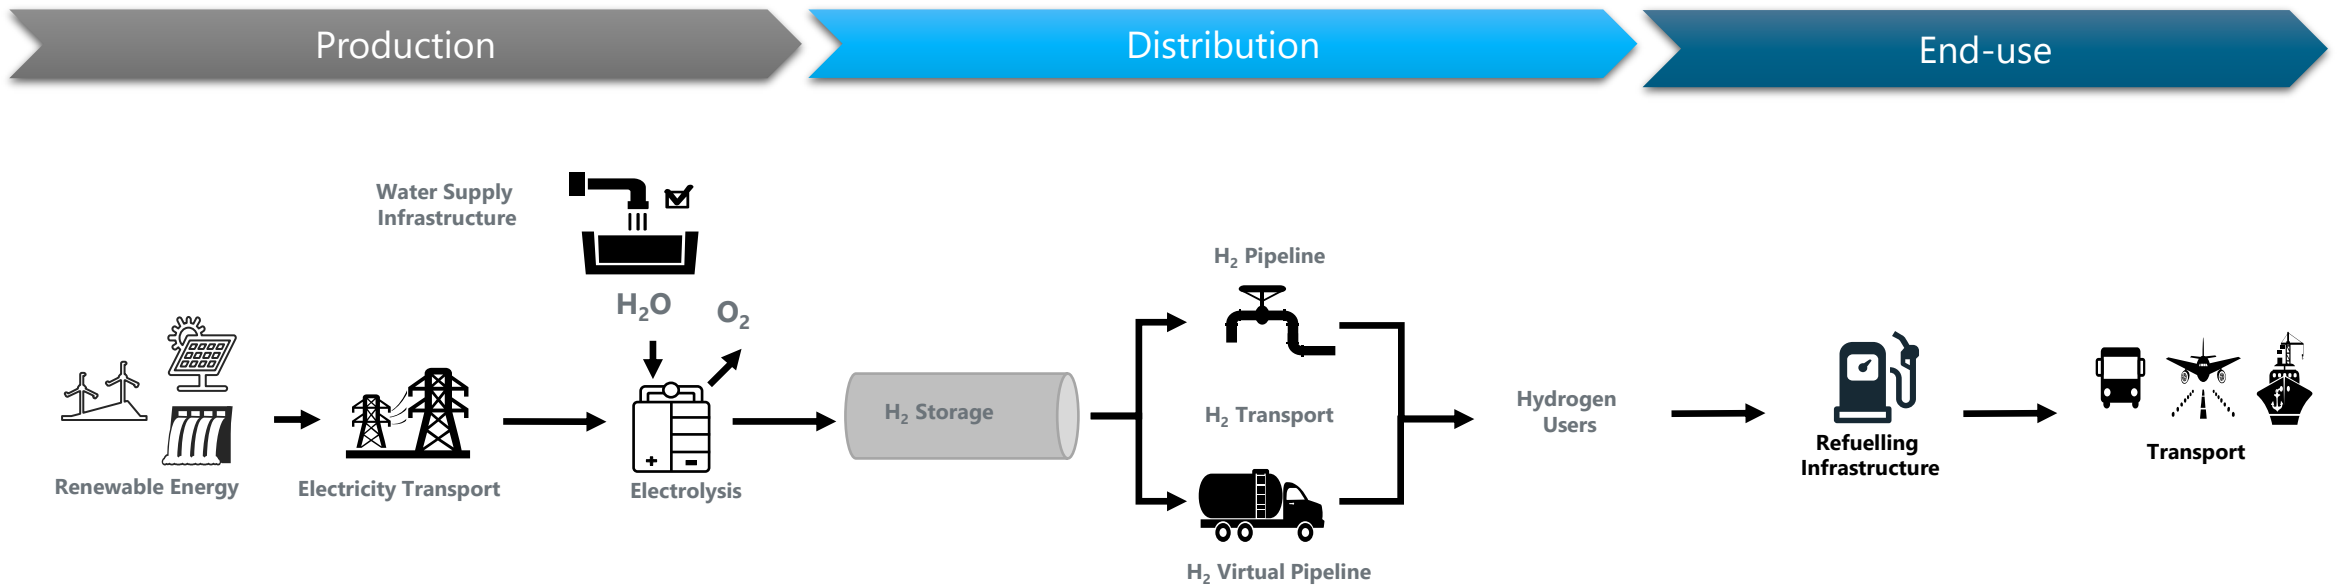 Production
Distribution
End-use
Water Supply
Infrastructure
H₂O
O₂
Renewable Energy
Electricity Transport
+
-
Electrolysis
H₂ Storage
H₂ Pipeline
H₂ Transport
H₂ Virtual Pipeline
Hydrogen
Users
Refuelling
Infrastructure
Transport